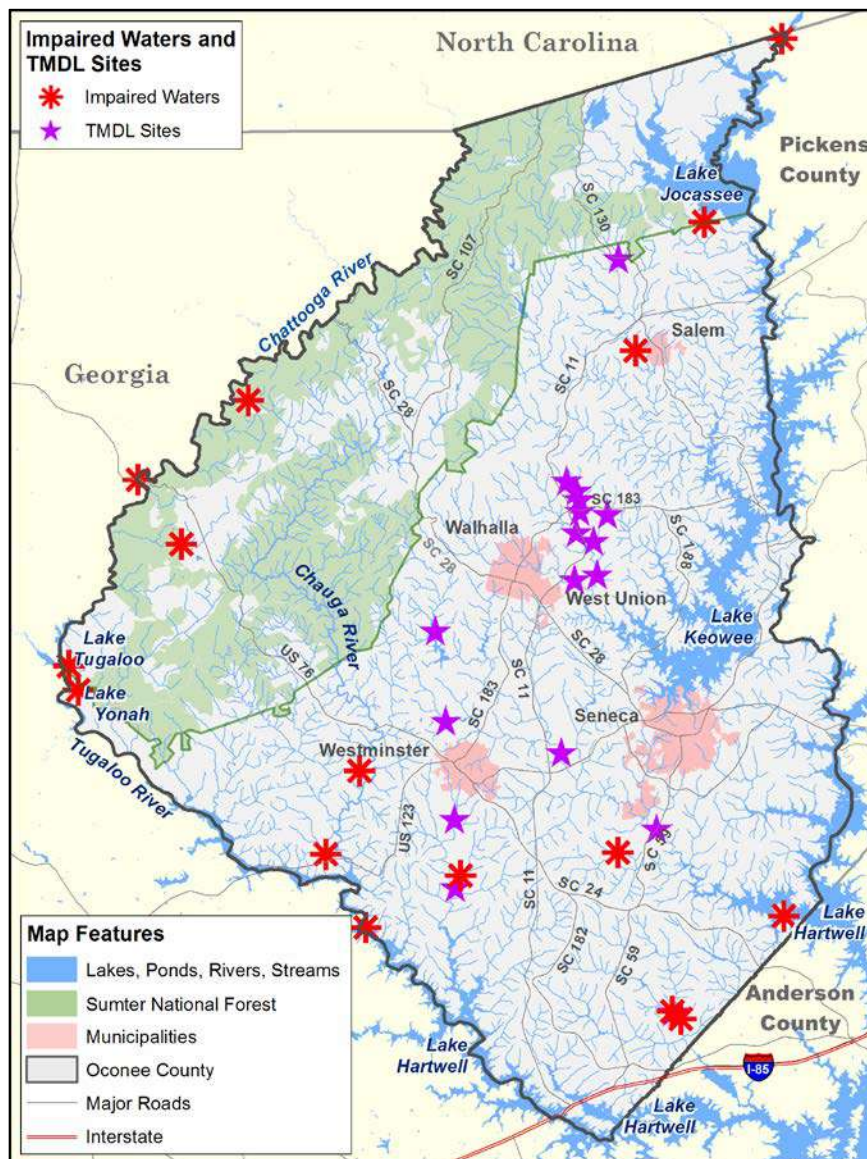 Impaired Waters and
TMDL Sites
Impaired Waters
TMDL Sites
North Carolina
Pickens
County
Lake
Jocassee
SC 130
SC 107
Chattooga River
Georgia
Salem
SC 11
SC 28
SC 183
Walhalla
SC 28
SC 188
Chauga River
West Union
Lake
Keowee
Lake
Tugaloo
US 76
SC 28
SC 183
SC 11
Lake
Yonah
Seneca
Tugaloo River
Westminster
US 123
SC 59
SC 11
SC 24
Lake
Hartwell
SC 182
SC 59
Anderson
County
Lake
Hartwell
I-85
Lake
Hartwell
Map Features
Lakes, Ponds, Rivers, Streams
Sumter National Forest
Municipalities
Oconee County
Major Roads
Interstate